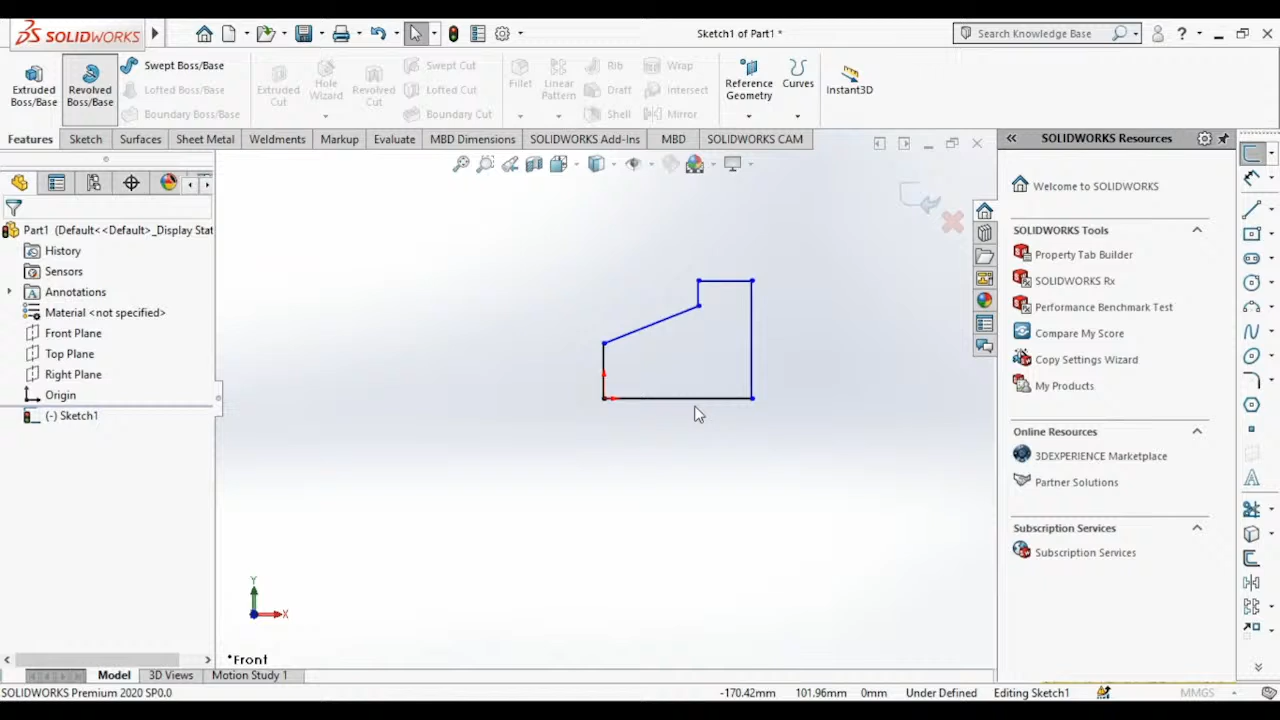 SOLIDWORKS
Sketch1 of Part1 *
Search Knowledge Base
Extruded Boss/Base
Revolved Boss/Base
Swept Boss/Base
Lofted Boss/Base
Boundary Boss/Base
Extruded Cut
Hole Wizard
Revolved Cut
Swept Cut
Lofted Cut
Boundary Cut
Fillet
Linear Pattern
Rib
Draft
Shell
Wrap
Intersect
Mirror
Reference Geometry
Curves
Instant3D
Features
Sketch
Surfaces
Sheet Metal
Weldments
Markup
Evaluate
MBD Dimensions
SOLIDWORKS Add-Ins
MBD
SOLIDWORKS CAM
Part1 (Default<<Default>_Display Stat
History
Sensors
Annotations
Material <not specified>
Front Plane
Top Plane
Right Plane
Origin
(-) Sketch1
Y
X
*Front
SOLIDWORKS Resources
Welcome to SOLIDWORKS
SOLIDWORKS Tools
Property Tab Builder
SOLIDWORKS Rx
Performance Benchmark Test
Compare My Score
Copy Settings Wizard
My Products
Online Resources
3DEXPERIENCE Marketplace
Partner Solutions
Subscription Services
Subscription Services
Model
3D Views
Motion Study 1
SOLIDWORKS Premium 2020 SP0.0
-170.42mm
101.96mm
0mm
Under Defined
Editing Sketch1
MMGS